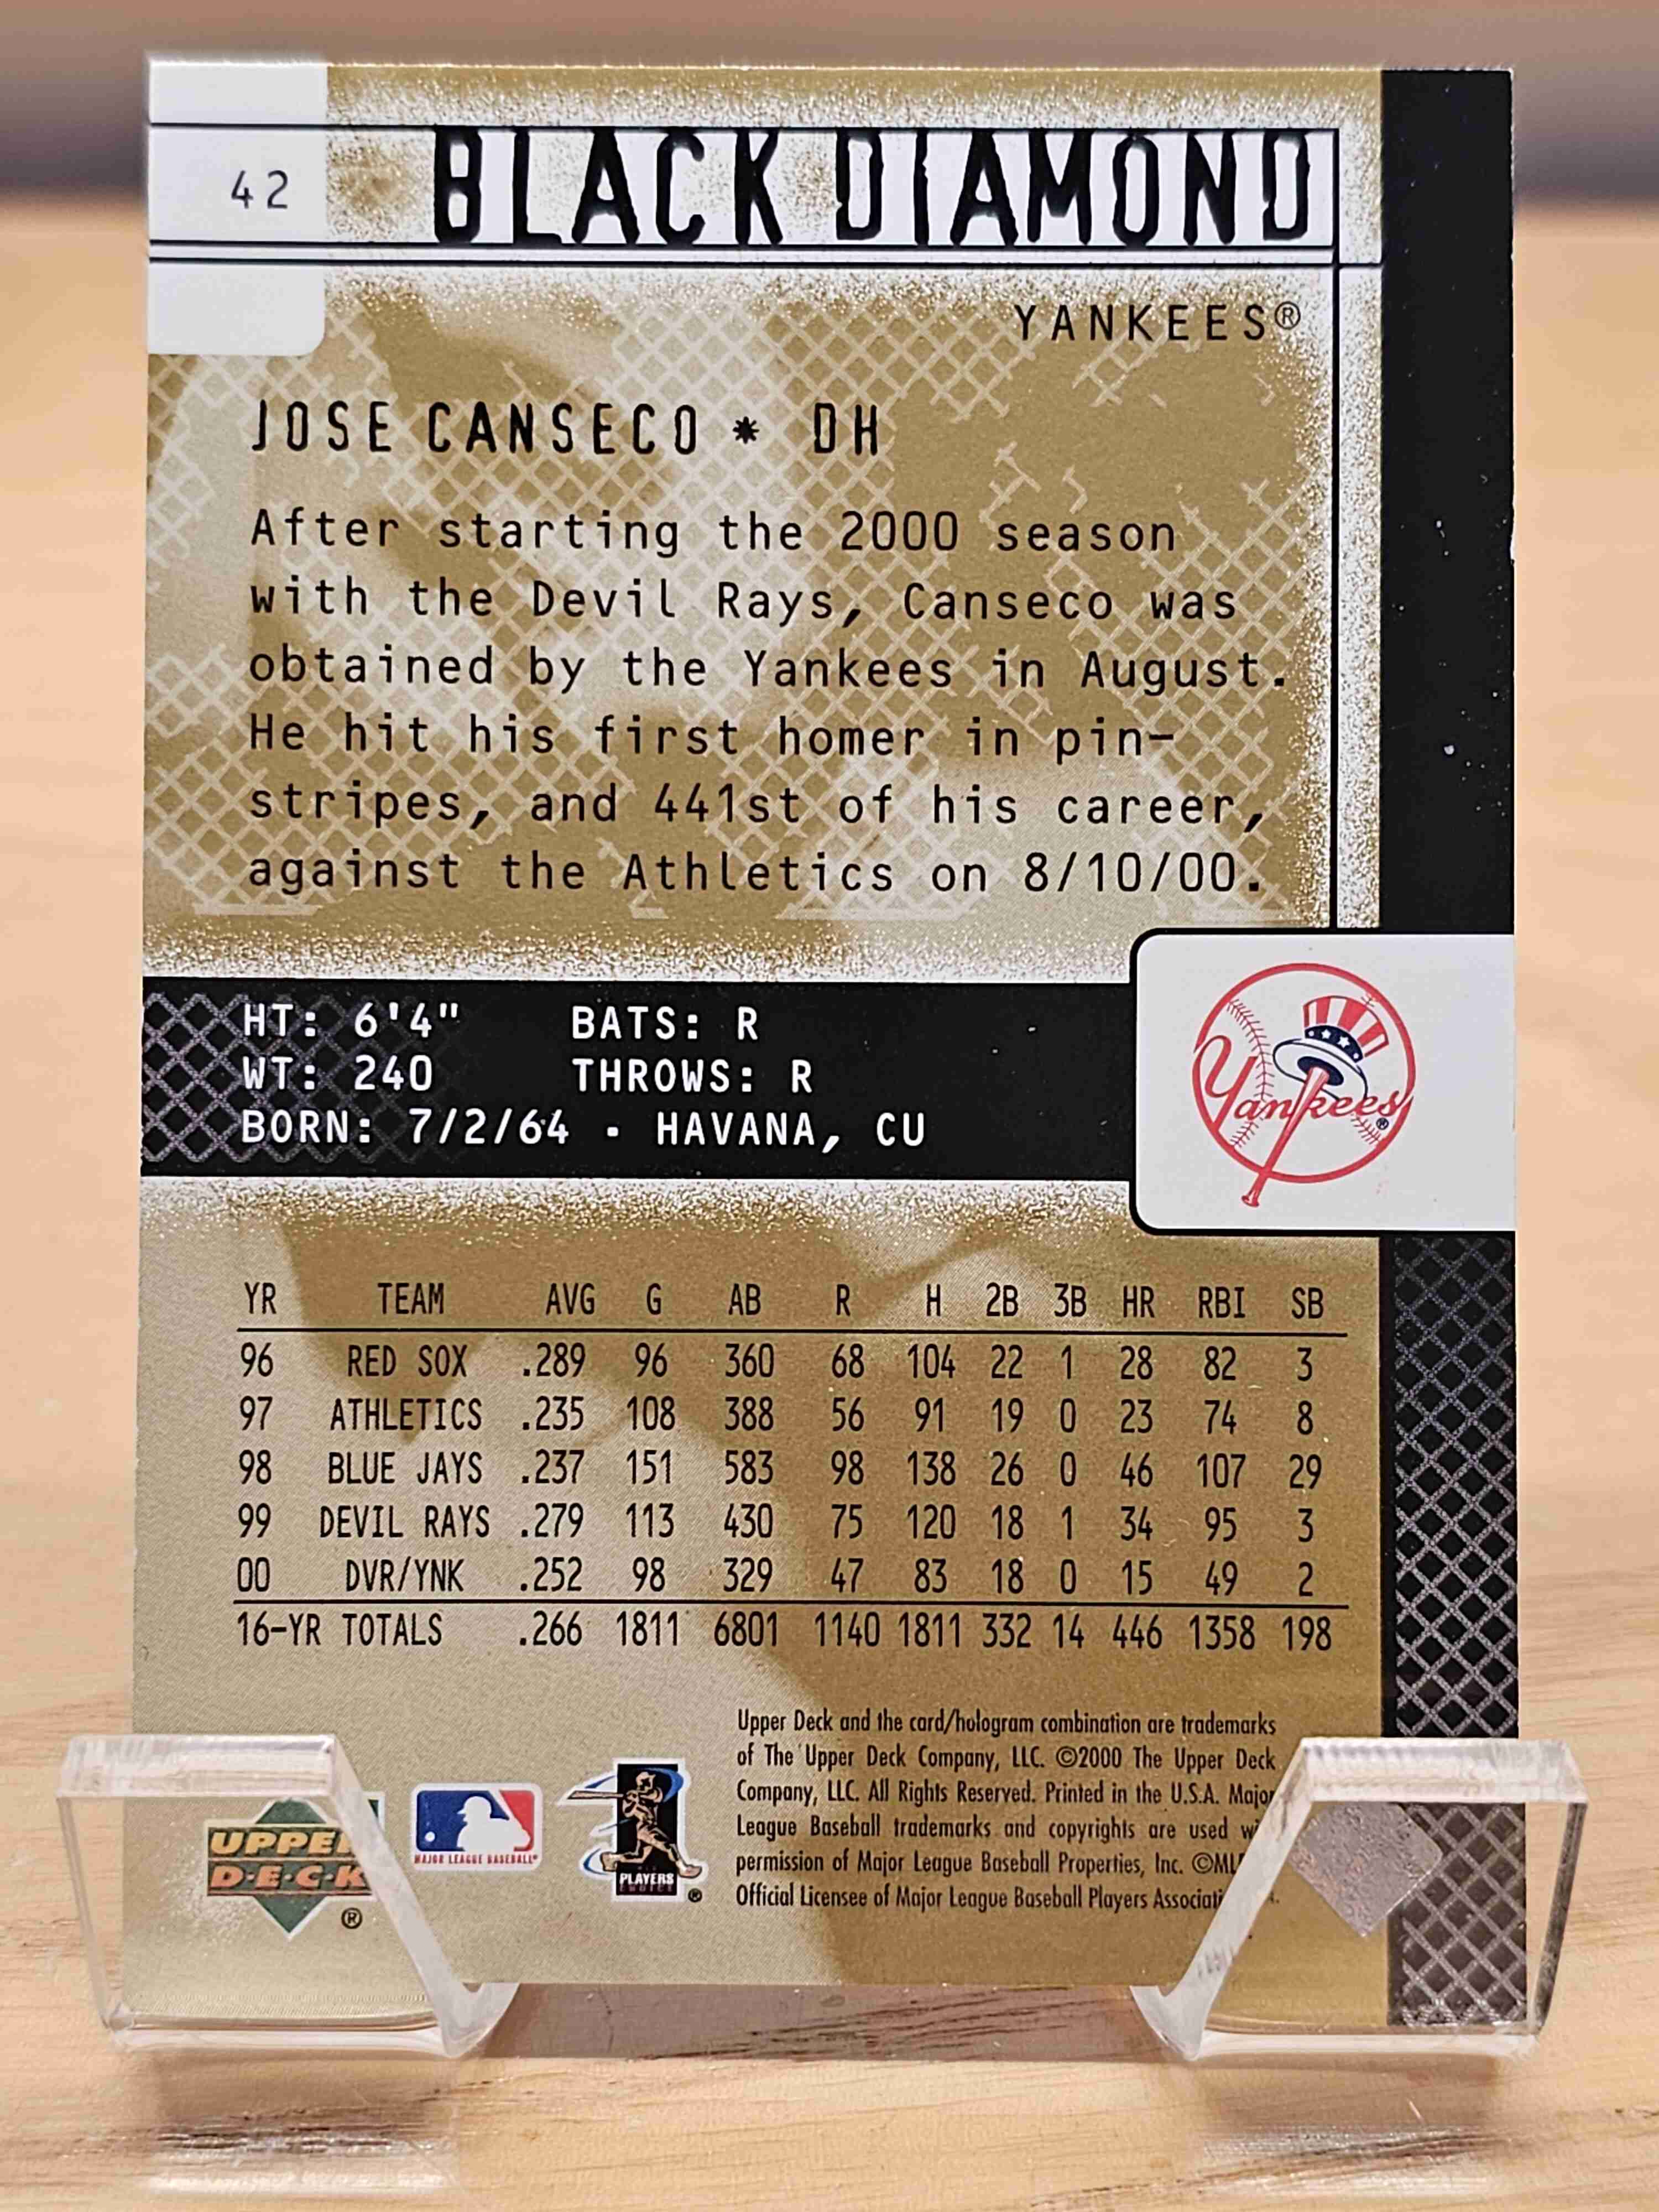 42
BLACK DIAMOND
YANKEES®
JOSE CANSECO * DH
After starting the 2000 season
with the Devil Rays, Canseco was
obtained by the Yankees in August.
He hit his first homer in pin-
stripes, and 441st of his career,
against the Athletics on 8/10/00.
HT: 6'4" BATS: R
WT: 240 THROWS: R
BORN: 7/2/64 - HAVANA, CU
Yankees®
YR TEAM AVG G AB R H 2B 3B HR RBI SB
96 RED SOX .289 96 360 68 104 22 1 28 82 3
97 ATHLETICS .235 108 388 56 91 19 0 23 74 8
98 BLUE JAYS .237 151 583 98 138 26 0 46 107 29
99 DEVIL RAYS .279 113 430 75 120 18 1 34 95 3
00 DVR/YNK .252 98 329 47 83 18 0 15 49 2
16-YR TOTALS .266 1811 6801 1140 1811 332 14 446 1358 198
Upper Deck and the card/hologram combination are trademarks
of The Upper Deck Company, LLC. ©2000 The Upper Deck
Company, LLC. All Rights Reserved. Printed in the U.S.A. Major
League Baseball trademarks and copyrights are used
permission of Major League Baseball Properties, Inc.
Official Licensee of Major League Baseball Players
UPPER
DECK
®
MAJOR LEAGUE BASEBALL
PLAYERS
CHOICE
®